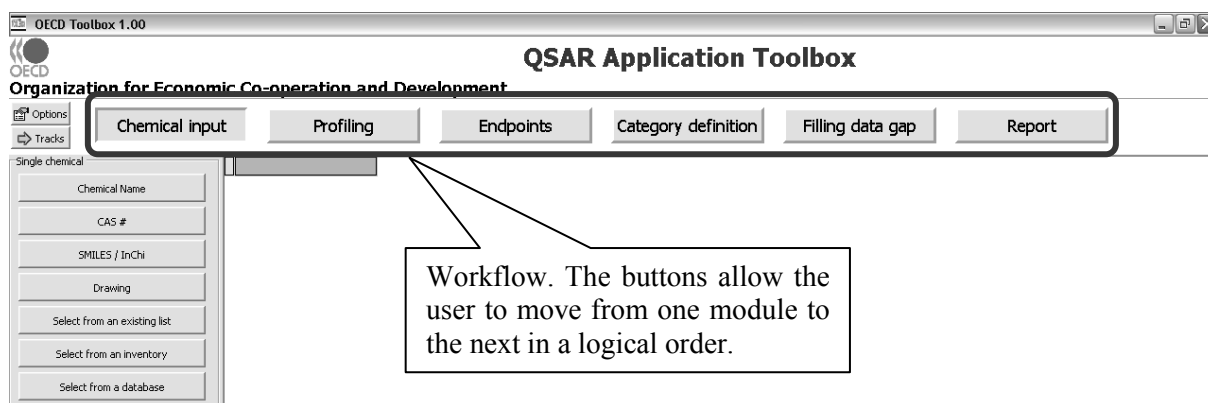 OECD Toolbox 1.00
QSAR Application Toolbox
OECD
Organization for Economic Co-operation and Development
Options
Tracks
Chemical input
Profiling
Endpoints
Category definition
Filling data gap
Report
Single chemical
Chemical Name
CAS #
SMILES / InChi
Drawing
Select from an existing list
Select from an inventory
Select from a database
Workflow. The buttons allow the
user to move from one module to
the next in a logical order.